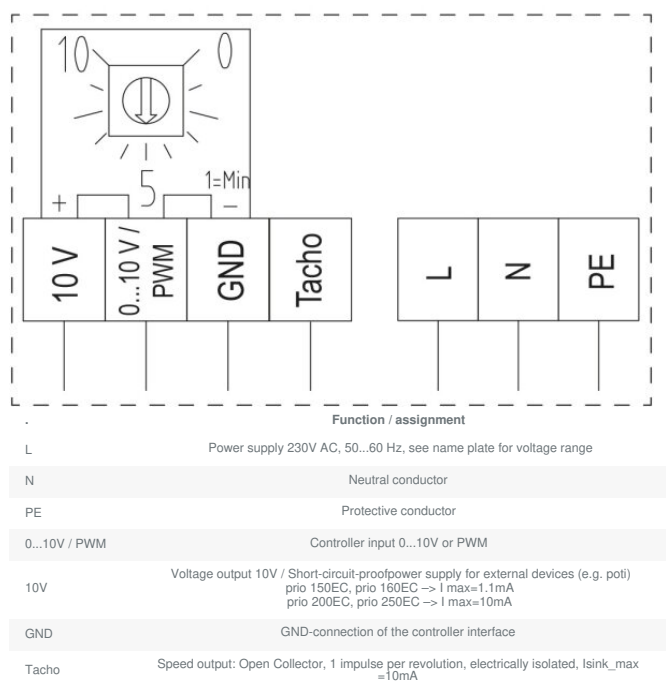 10 0
5 1=Min
+ −
10 V
0...10 V /
PWM
GND
Tacho
L
N
PE
. Function / assignment
L Power supply 230V AC, 50...60 Hz, see name plate for voltage range
N Neutral conductor
PE Protective conductor
0...10V / PWM Controller input 0...10V or PWM
10V Voltage output 10V / Short-circuit-proofpower supply for external devices (e.g. poti)
prio 150EC, prio 160EC –> I max=1.1mA
prio 200EC, prio 250EC –> I max=10mA
GND GND-connection of the controller interface
Tacho Speed output: Open Collector, 1 impulse per revolution, electrically isolated, Isink_max
=10mA